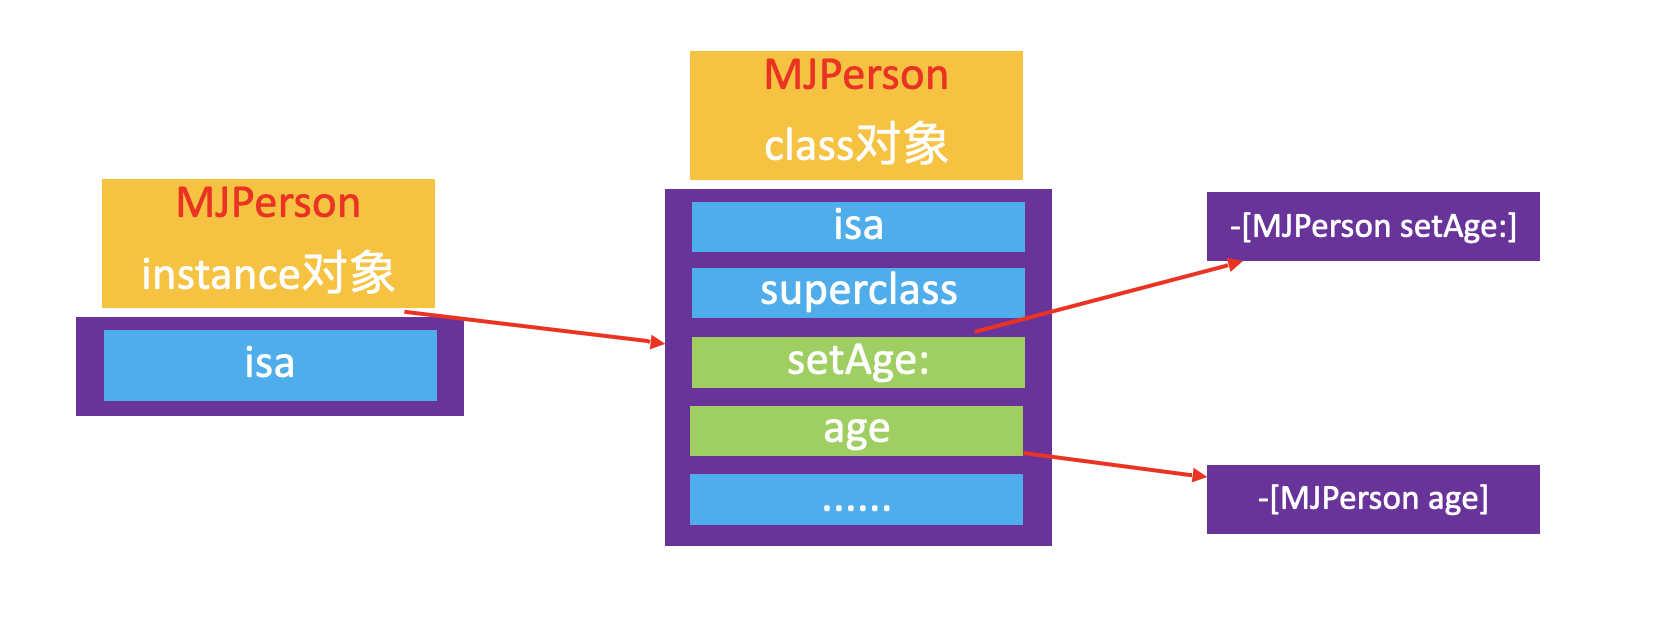 MJPerson
instance对象
isa
MJPerson
class对象
isa
superclass
setAge:
age
......
-[MJPerson setAge:]
-[MJPerson age]